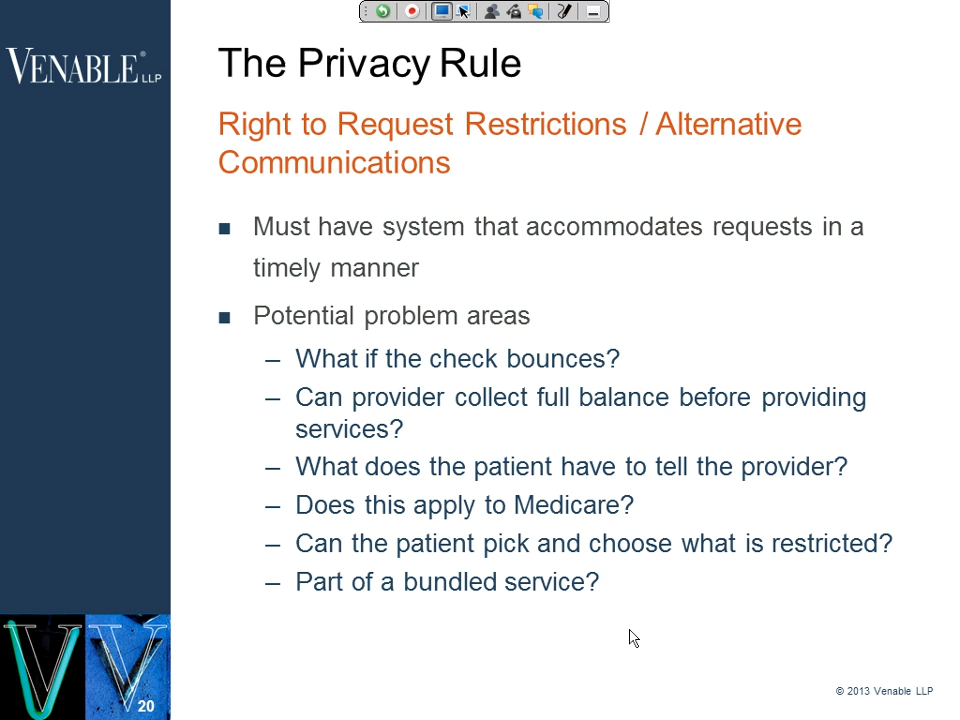 VENABLE® LLP
The Privacy Rule
Right to Request Restrictions / Alternative
Communications
■ Must have system that accommodates requests in a
timely manner
■ Potential problem areas
– What if the check bounces?
– Can provider collect full balance before providing
services?
– What does the patient have to tell the provider?
– Does this apply to Medicare?
– Can the patient pick and choose what is restricted?
– Part of a bundled service?
20
© 2013 Venable LLP